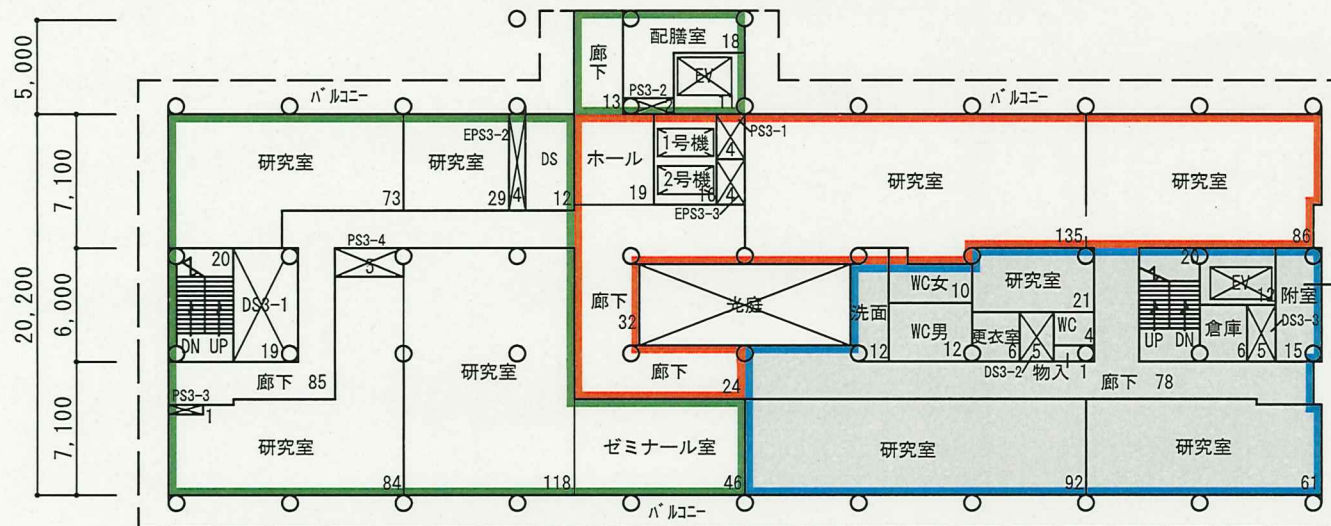 配膳室
18
廊下
13
EV
11
PS3-2
5,000
バルコニー
バルコニー
EPS3-2
PS3-1
研究室
73
研究室
29
4
DS
12
ホール
19
1号機
2号機
16
4
4
EPS3-3
研究室
135
研究室
86
7,100
20,200
6,000
7,100
PS3-4
5
20
DS3-1
DN UP
19
廊下
85
PS3-3
1
研究室
84
研究室
118
廊下
32
光庭
廊下
24
ゼミナール室
46
洗面
12
WC女
10
WC男
12
研究室
21
更衣室
6
5
WC
4
DS3-2
物入
1
20
UP DN
EV
12
附室
15
倉庫
6
5
DS3-3
廊下
78
研究室
92
研究室
61
バルコニー